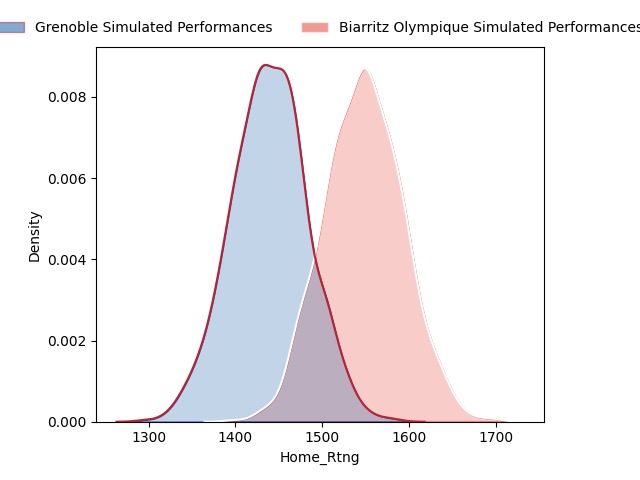 Grenoble Simulated Performances Biarritz Olympique Simulated Performances
0.008
0.006
0.004
0.002
0.000
Density
1300 1400 1500 1600 1700
Home_Rtng